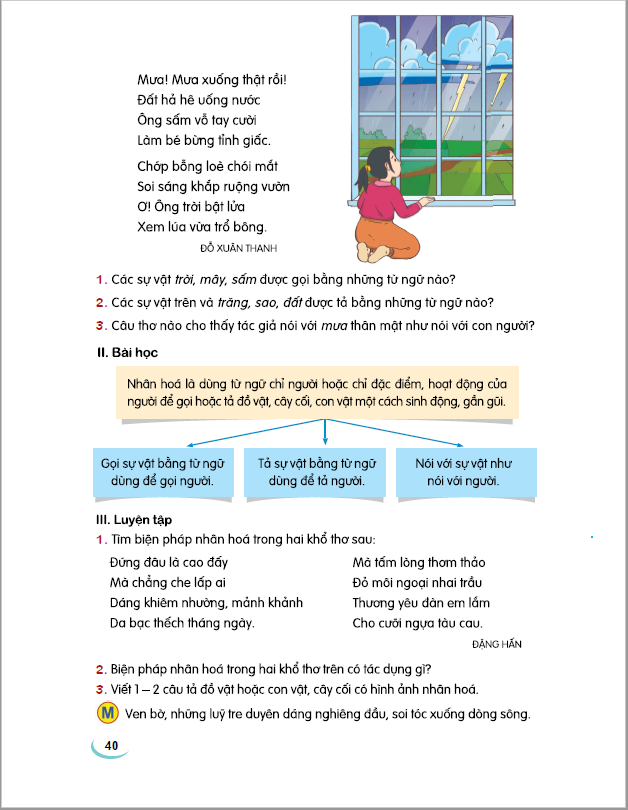 Mưa! Mưa xuống thật rồi!
Đất hả hê uống nước
Ông sấm vỗ tay cười
Làm bé bừng tỉnh giấc.
Chớp bỗng loè chói mắt
Soi sáng khắp ruộng vườn
Ơ! Ông trời bật lửa
Xem lúa vừa trổ bông.
ĐỖ XUÂN THANH
1. Các sự vật trời, mây, sấm được gọi bằng những từ ngữ nào?
2. Các sự vật trên và trăng, sao, đất được tả bằng những từ ngữ nào?
3. Câu thơ nào cho thấy tác giả nói với mưa thân mật như nói với con người?
II. Bài học
Nhân hoá là dùng từ ngữ chỉ người hoặc chỉ đặc điểm, hoạt động của
người để gọi hoặc tả đồ vật, cây cối, con vật một cách sinh động, gần gũi.
Gọi sự vật bằng từ ngữ
dùng để gọi người.
Tả sự vật bằng từ ngữ
dùng để tả người.
Nói với sự vật như
nói với người.
III. Luyện tập
1. Tìm biện pháp nhân hoá trong hai khổ thơ sau:
Đứng đâu là cao đấy
Mà chẳng che lấp ai
Dáng khiêm nhường, mảnh khảnh
Da bạc thếch tháng ngày.
Mà tấm lòng thơm thảo
Đỏ môi ngoại nhai trầu
Thương yêu đàn em lắm
Cho cưỡi ngựa tàu cau.
ĐẶNG HẤN
2. Biện pháp nhân hoá trong hai khổ thơ trên có tác dụng gì?
3. Viết 1 – 2 câu tả đồ vật hoặc con vật, cây cối có hình ảnh nhân hoá.
M Ven bờ, những luỹ tre duyên dáng nghiêng đầu, soi tóc xuống dòng sông.
40